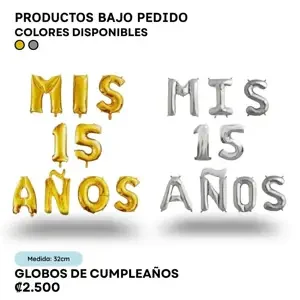 PRODUCTOS BAJO PEDIDO
COLORES DISPONIBLES
MIS
15
AÑOS
MIS
15
AÑOS
Medida: 32cm
GLOBOS DE CUMPLEAÑOS
₡2.500